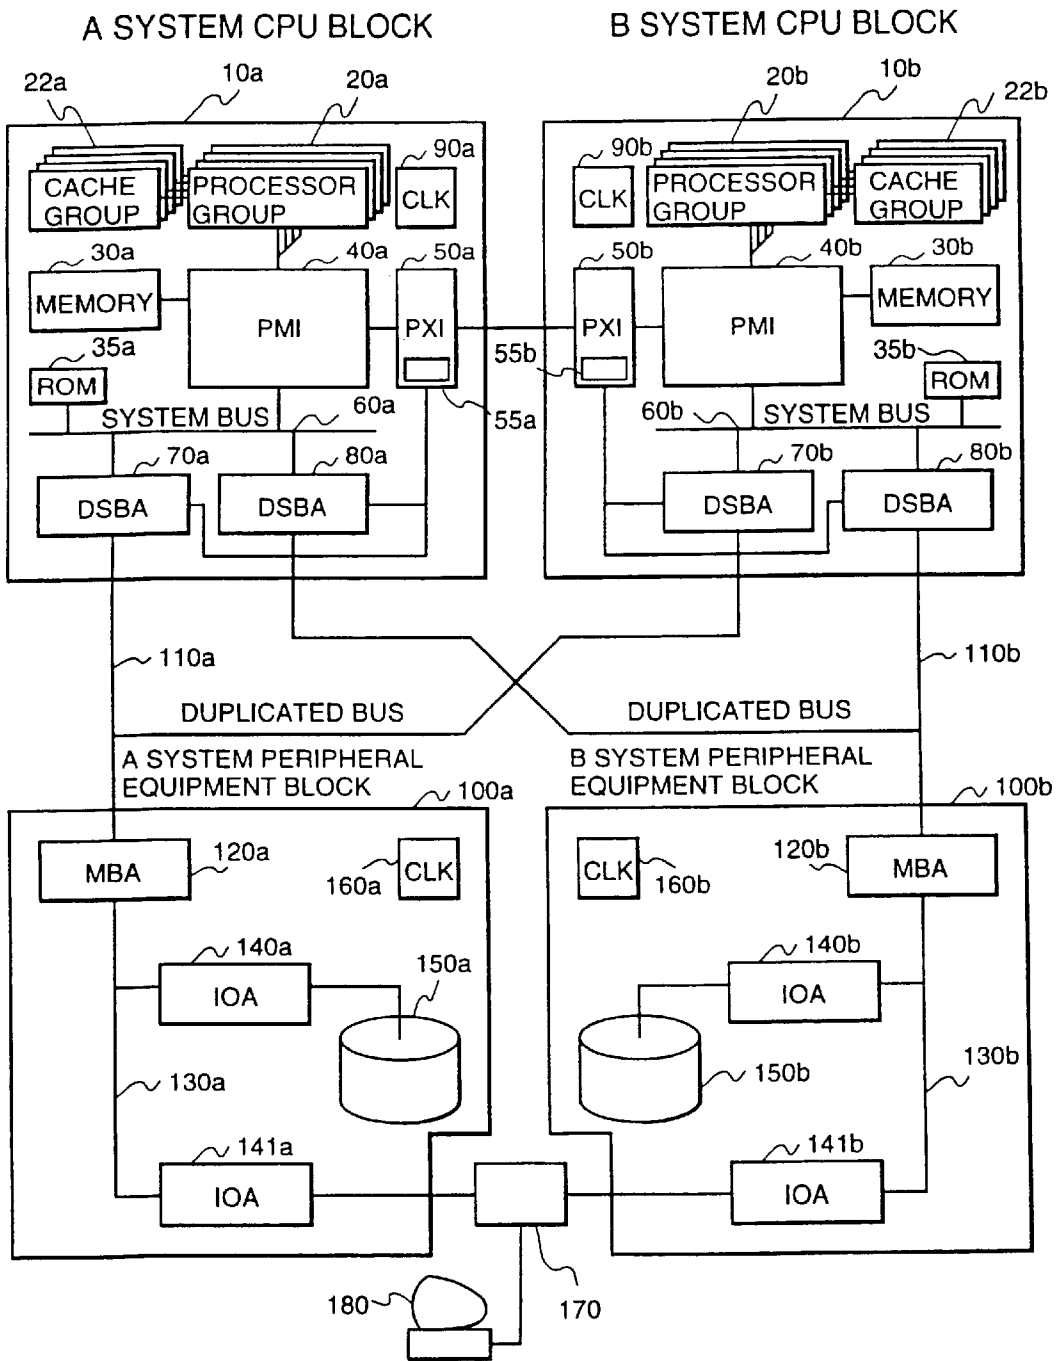 A SYSTEM CPU BLOCK
B SYSTEM CPU BLOCK
22a
10a
20a
20b
10b
22b
CACHE
GROUP
PROCESSOR
GROUP
90a
CLK
90b
CLK
PROCESSOR
GROUP
CACHE
GROUP
30a
40a
50a
50b
40b
30b
MEMORY
PMI
PXI
PXI
PMI
MEMORY
35a
ROM
55b
55a
35b
ROM
SYSTEM BUS
60a
60b
SYSTEM BUS
70a
80a
70b
80b
DSBA
DSBA
DSBA
DSBA
110a
110b
DUPLICATED BUS
DUPLICATED BUS
A SYSTEM PERIPHERAL
EQUIPMENT BLOCK
B SYSTEM PERIPHERAL
EQUIPMENT BLOCK
100a
100b
MBA
120a
160a
CLK
CLK
160b
120b
MBA
140a
IOA
150a
140b
IOA
130a
150b
130b
141a
IOA
141b
IOA
180
170